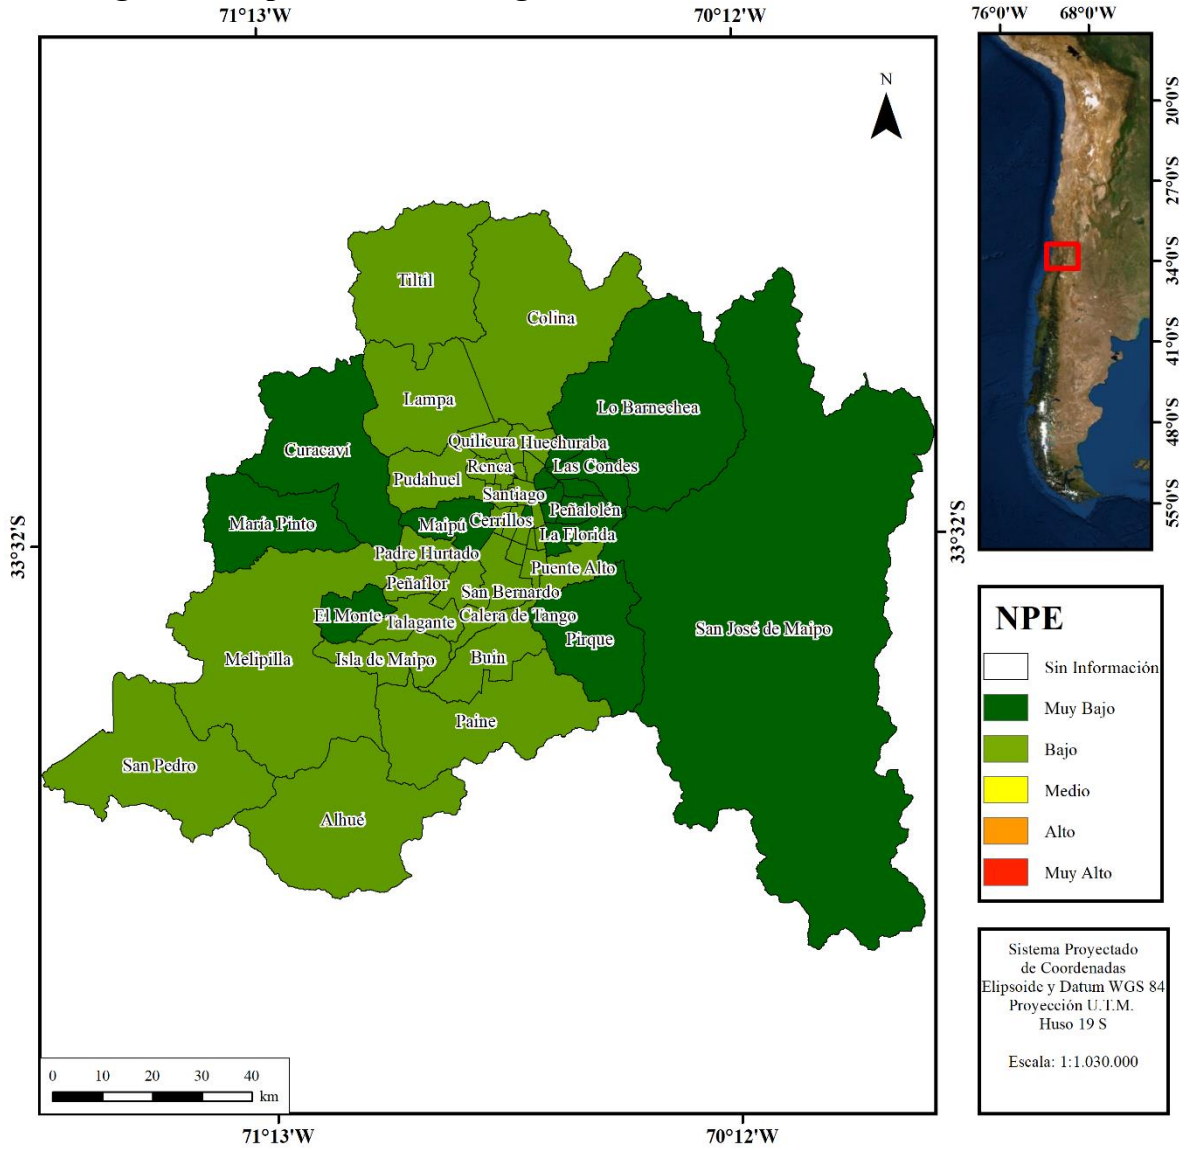 71°13'W
70°12'W
76°0'W
68°0'W
N
20°0'S
27°0'S
34°0'S
41°0'S
48°0'S
55°0'S
33°32'S
33°32'S
Tiltil
Colina
Lampa
Lo Barnechea
Curacaví
Quilicura
Huechuraba
Renca
Las Condes
Pudahuel
Santiago
Peñalolén
María Pinto
Maipú
Cerrillos
La Florida
Padre Hurtado
Puente Alto
Peñaflor
San Bernardo
El Monte
Talagante
Calera de Tango
Pirque
San José de Maipo
Melipilla
Isla de Maipo
Buin
Paine
San Pedro
Alhué
NPE
Sin Información
Muy Bajo
Bajo
Medio
Alto
Muy Alto
Sistema Proyectado
de Coordenadas
Elipsoide y Datum WGS 84
Proyección U.T.M.
Huso 19 S
Escala: 1:1.030.000
0 10 20 30 40
km
71°13'W
70°12'W